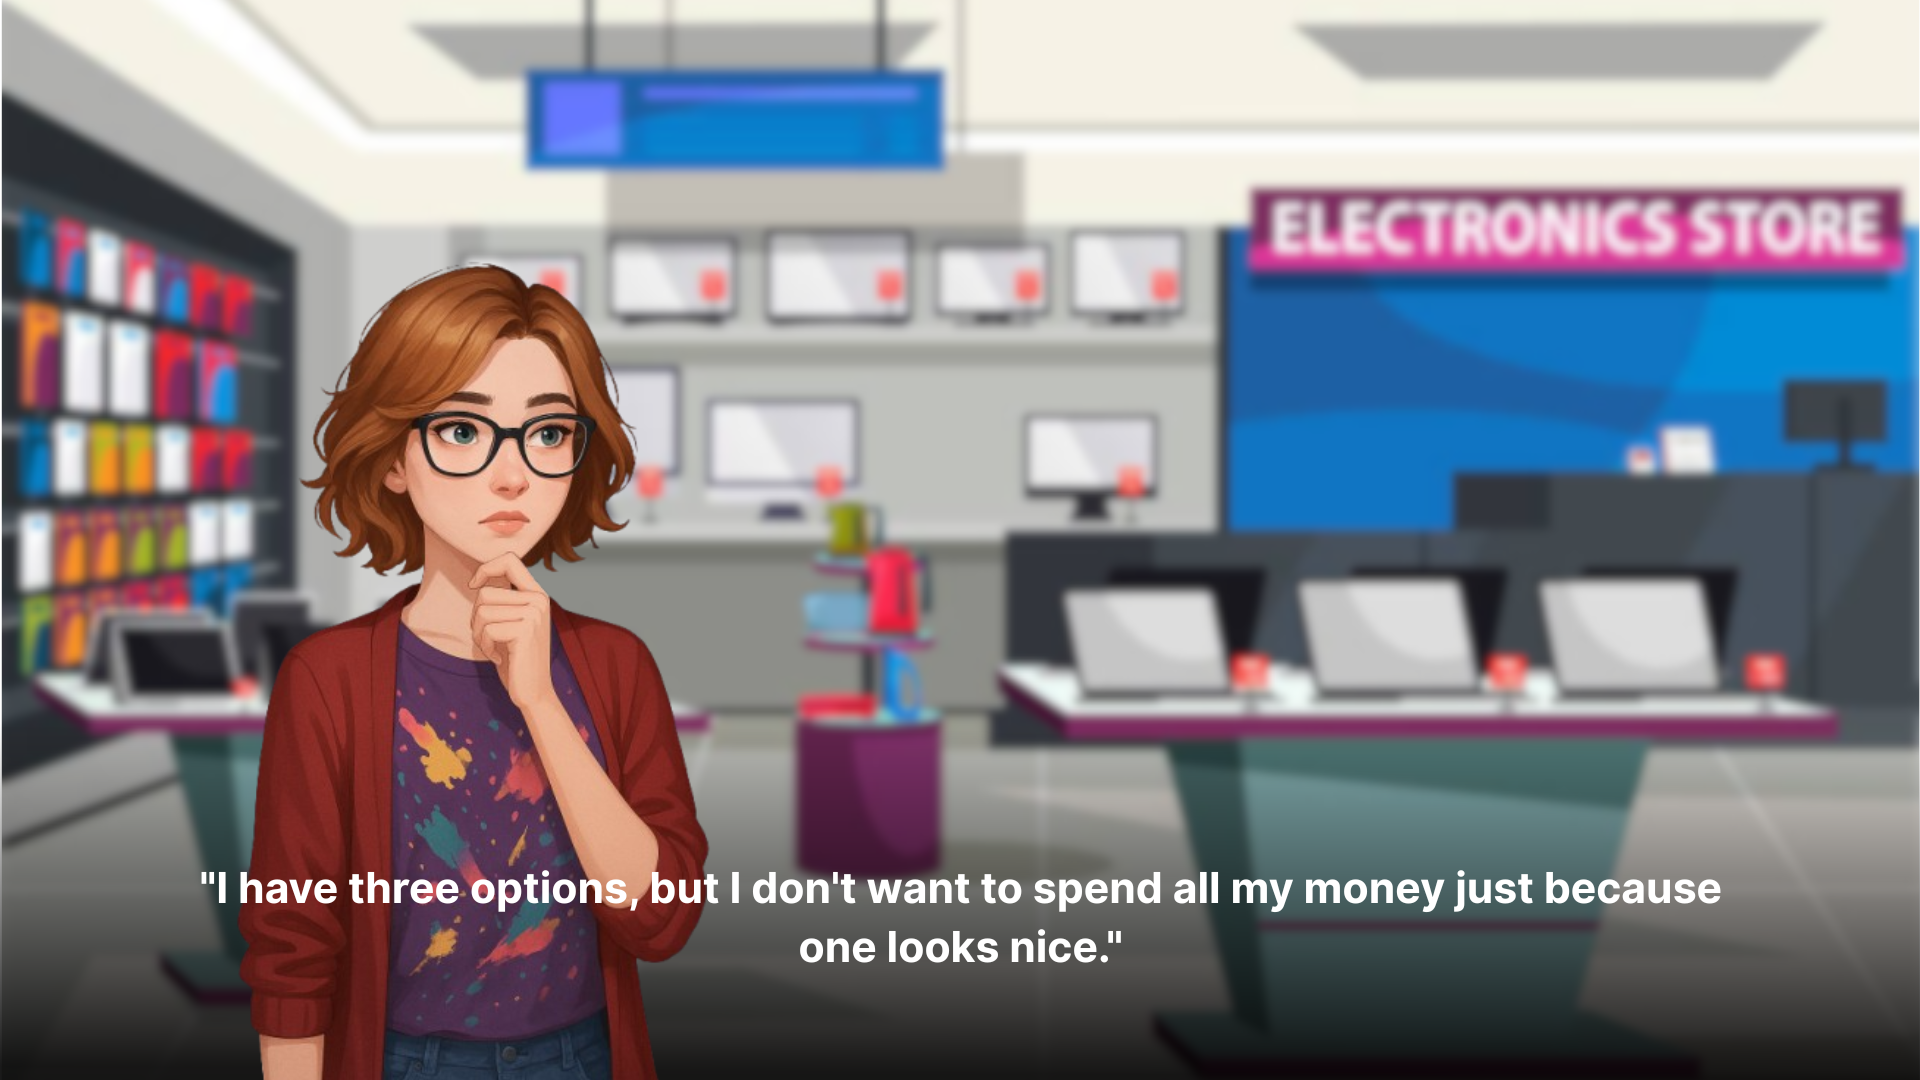 ELECTRONICS STORE
"I have three options, but I don't want to spend all my money just because
one looks nice."